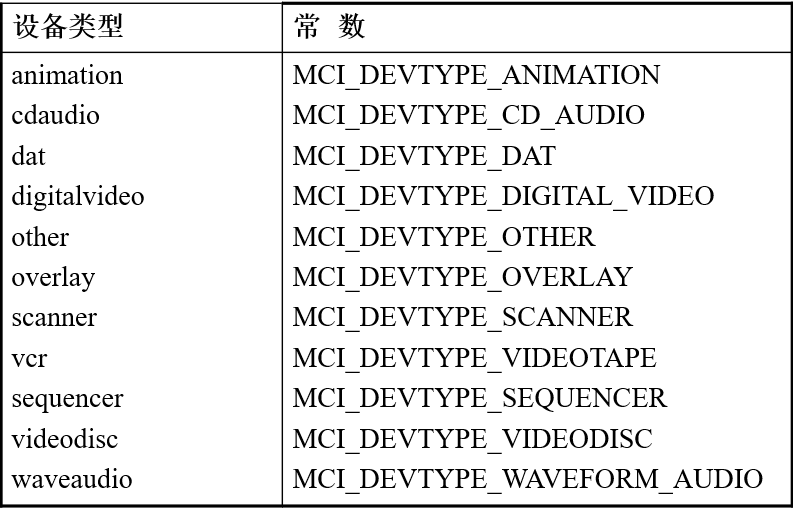 设备类型 常 数
animation MCI_DEVTYPE_ANIMATION
cdaudio MCI_DEVTYPE_CD_AUDIO
dat MCI_DEVTYPE_DAT
digitalvideo MCI_DEVTYPE_DIGITAL_VIDEO
other MCI_DEVTYPE_OTHER
overlay MCI_DEVTYPE_OVERLAY
scanner MCI_DEVTYPE_SCANNER
vcr MCI_DEVTYPE_VIDEOTAPE
sequencer MCI_DEVTYPE_SEQUENCER
videodisc MCI_DEVTYPE_VIDEODISC
waveaudio MCI_DEVTYPE_WAVEFORM_AUDIO